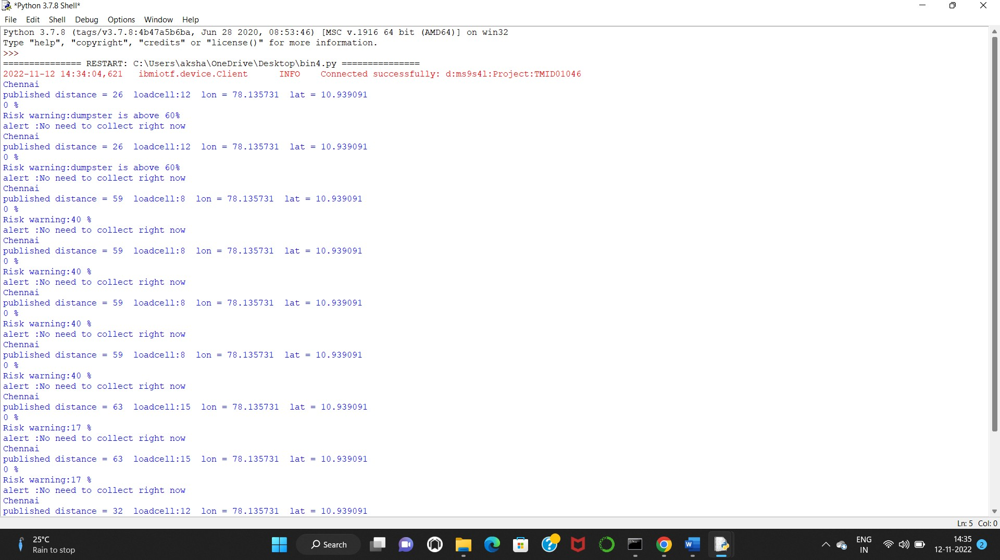 *Python 3.7.8 Shell*
File Edit Shell Debug Options Window Help
Python 3.7.8 (tags/v3.7.8:4b47a5b6ba, Jun 28 2020, 08:53:46) [MSC v.1916 64 bit (AMD64)] on win32
Type "help", "copyright", "credits" or "license()" for more information.
>>>
=============== RESTART: C:\Users\aksha\OneDrive\Desktop\bin4.py ===============
2022-11-12 14:34:04,621   ibmiotf.device.Client      INFO    Connected successfully: d:ms9s4l:Project:TMID01046
Chennai
published distance = 26  loadcell:12  lon = 78.135731  lat = 10.939091
0 %
Risk warning:dumpster is above 60%
alert :No need to collect right now
Chennai
published distance = 26  loadcell:12  lon = 78.135731  lat = 10.939091
0 %
Risk warning:dumpster is above 60%
alert :No need to collect right now
Chennai
published distance = 59  loadcell:8  lon = 78.135731  lat = 10.939091
0 %
Risk warning:40 %
alert :No need to collect right now
Chennai
published distance = 59  loadcell:8  lon = 78.135731  lat = 10.939091
0 %
Risk warning:40 %
alert :No need to collect right now
Chennai
published distance = 59  loadcell:8  lon = 78.135731  lat = 10.939091
0 %
Risk warning:40 %
alert :No need to collect right now
Chennai
published distance = 59  loadcell:8  lon = 78.135731  lat = 10.939091
0 %
Risk warning:40 %
alert :No need to collect right now
Chennai
published distance = 63  loadcell:15  lon = 78.135731  lat = 10.939091
0 %
Risk warning:17 %
alert :No need to collect right now
Chennai
published distance = 63  loadcell:15  lon = 78.135731  lat = 10.939091
0 %
Risk warning:17 %
alert :No need to collect right now
Chennai
published distance = 32  loadcell:12  lon = 78.135731  lat = 10.939091
Ln: 5 Col: 0
25°C
Rain to stop
Search
ENG
IN
14:35
12-11-2022
2